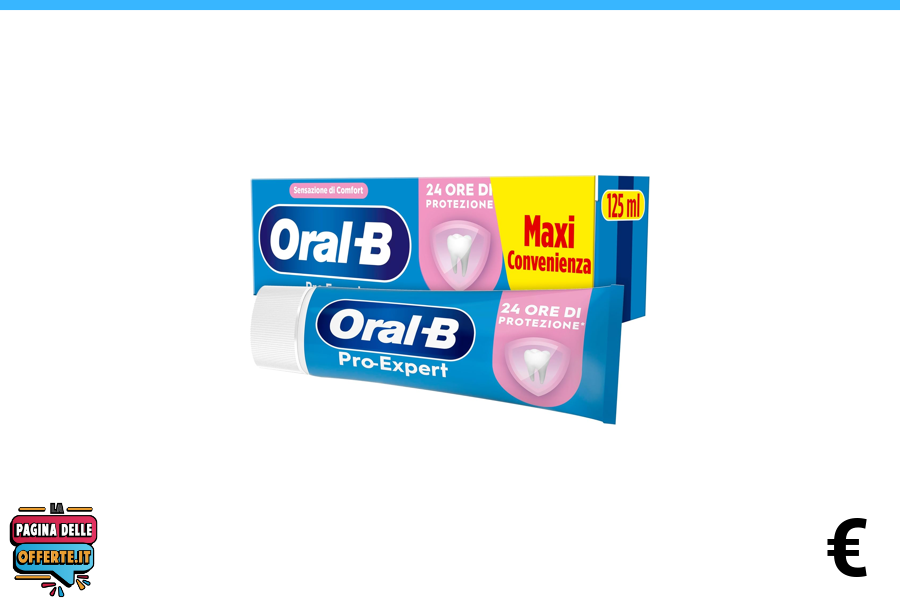 Sensazione di Comfort
Oral-B
24 ORE DI
PROTEZIONE
Maxi
Convenienza
125 ml
Oral-B
Pro-Expert
24 ORE DI
PROTEZIONE*
LA
PAGINA DELLE
OFFERTE.IT
€